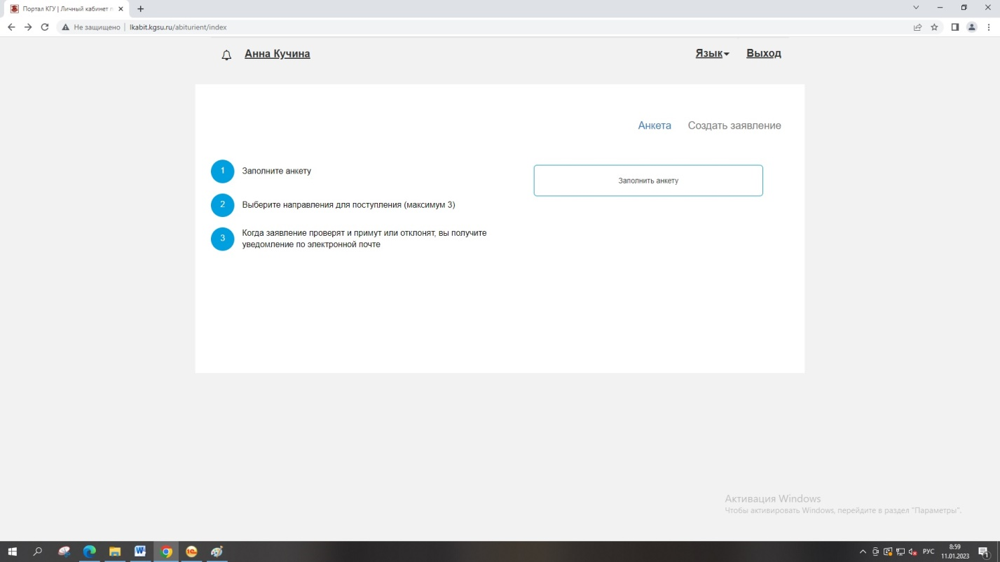 Портал КГУ | Личный кабинет п
Не защищено
lkabit.kgsu.ru/abiturient/index
Анна Кучина
Язык
Выход
Анкета
Создать заявление
1
Заполните анкету
Заполнить анкету
2
Выберите направления для поступления (максимум 3)
3
Когда заявление проверят и примут или отклонят, вы получите
уведомление по электронной почте
Активация Windows
Чтобы активировать Windows, перейдите в раздел "Параметры".
W
1С
РУС
8:59
11.01.2023
1